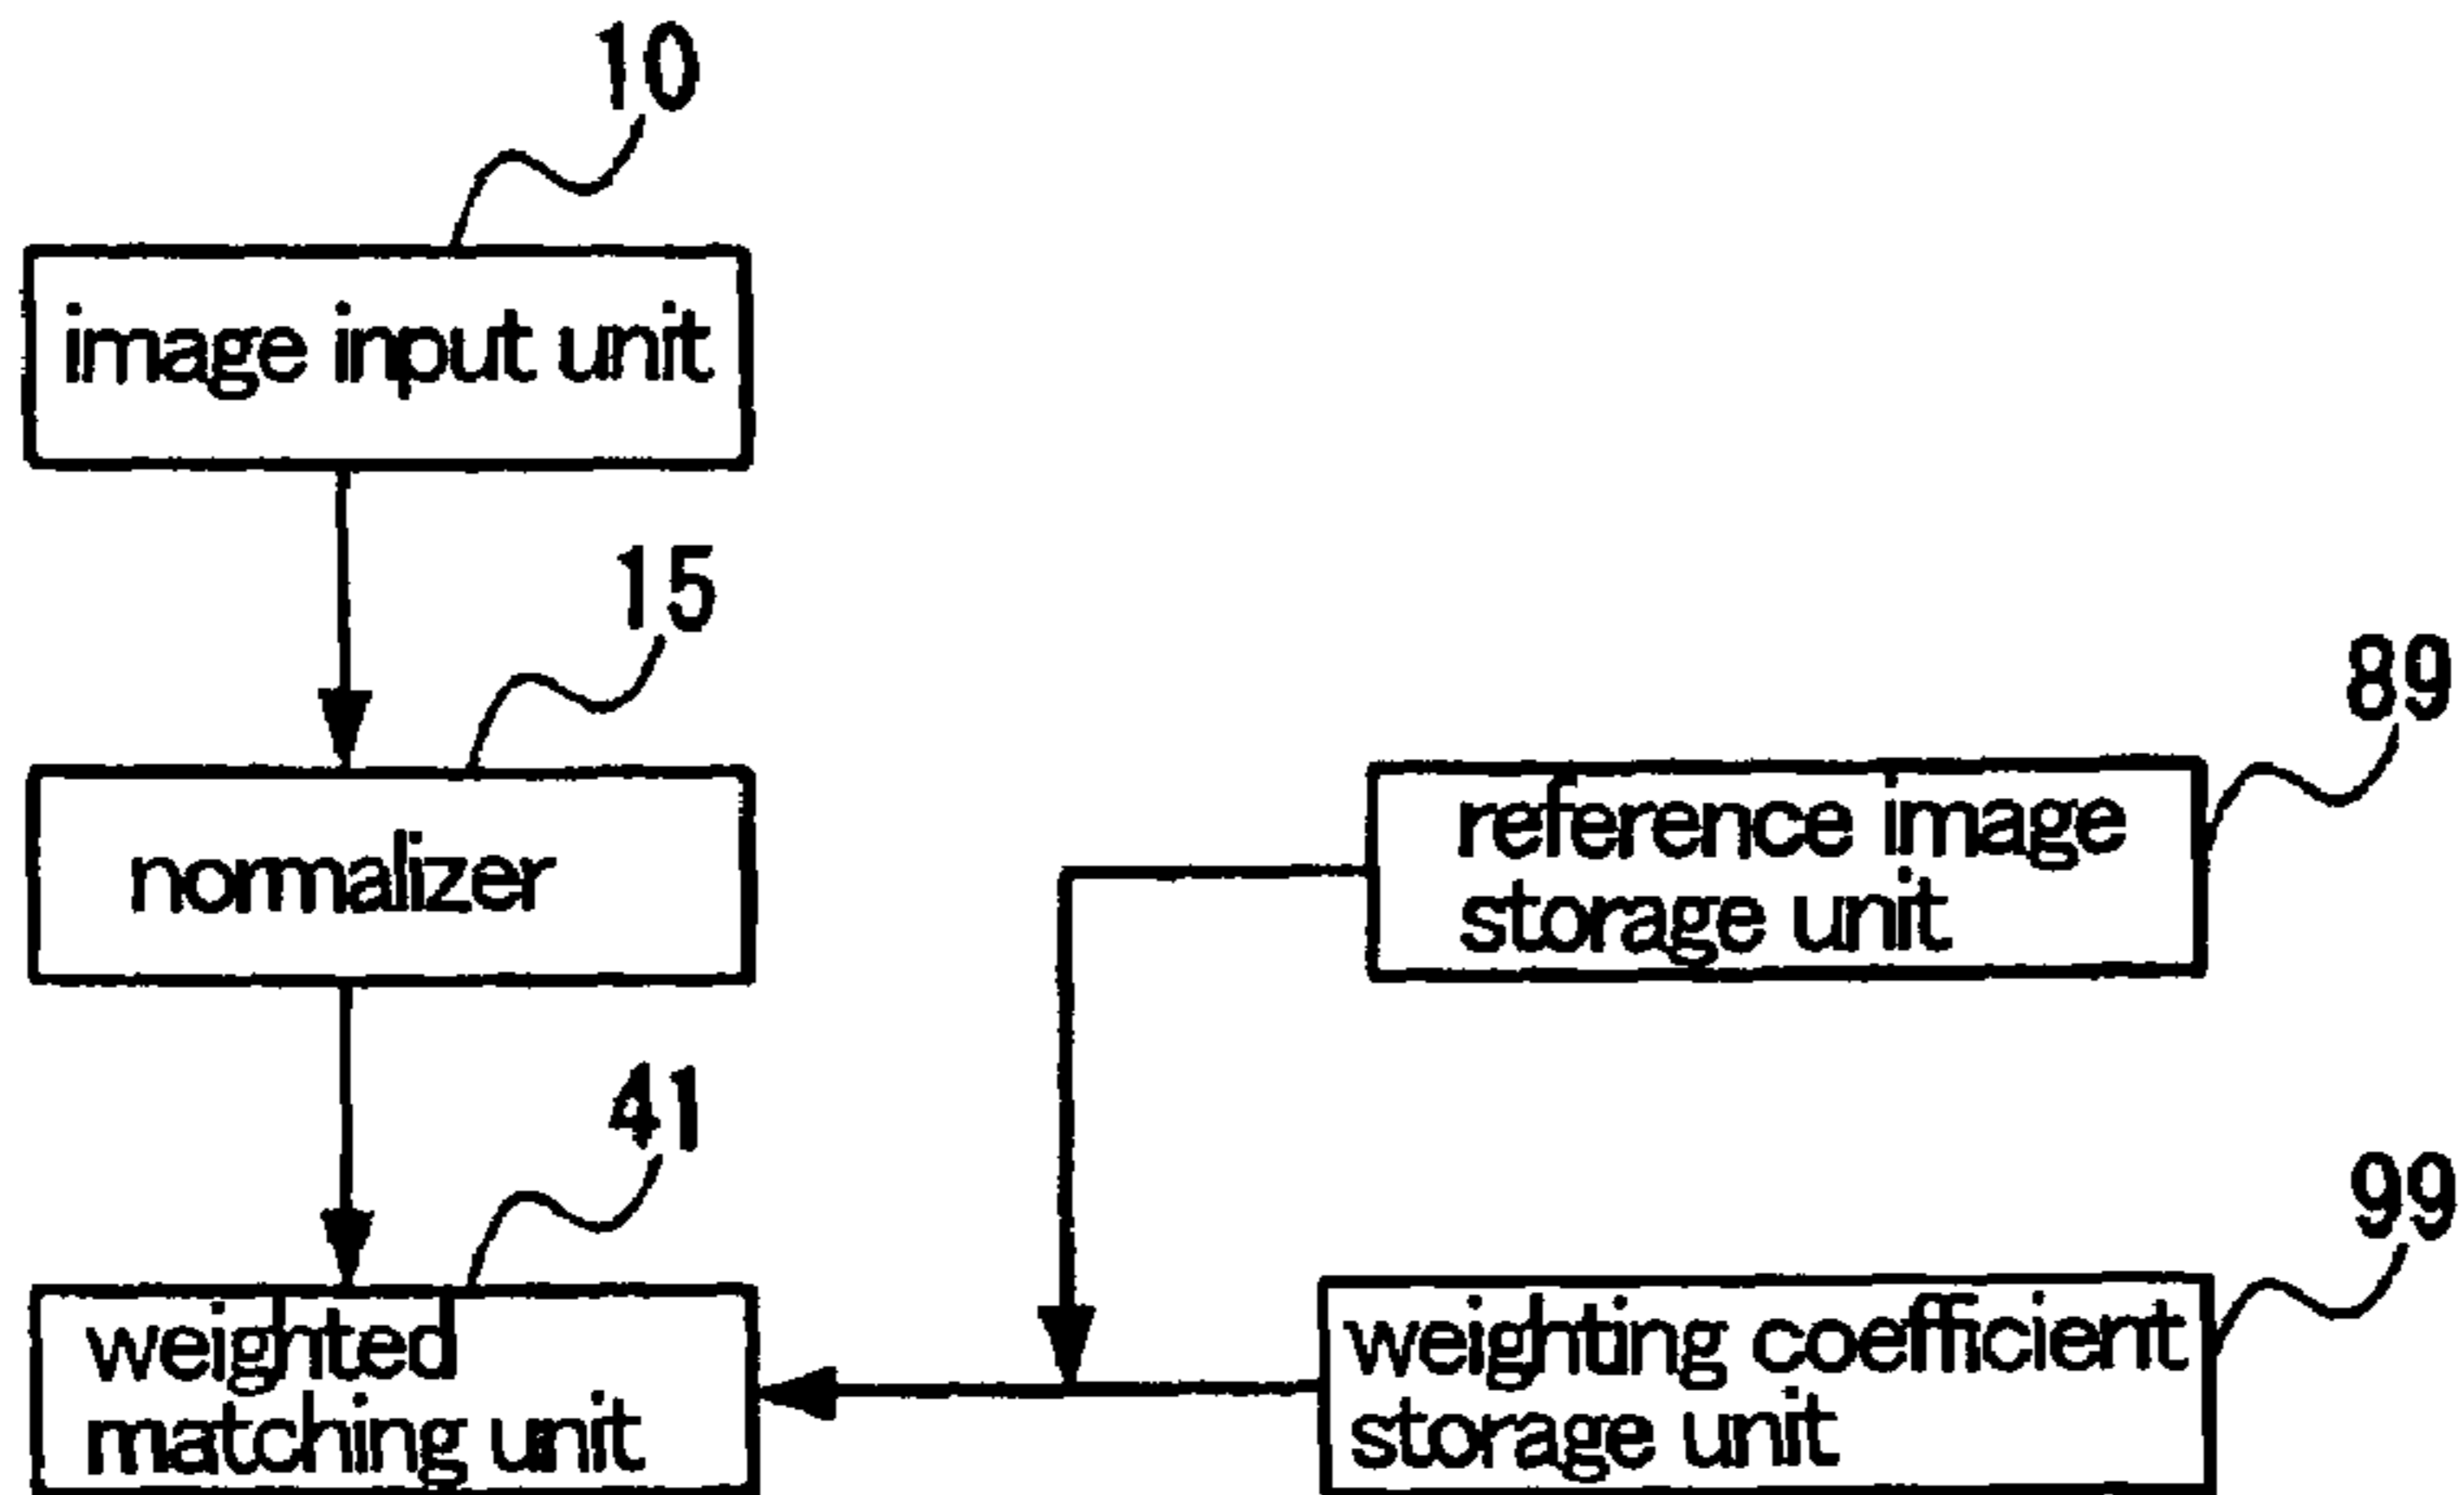 10
image input unit
15
normalizer
89
reference image
storage unit
41
weighted
matching unit
99
weighting coefficient
storage unit